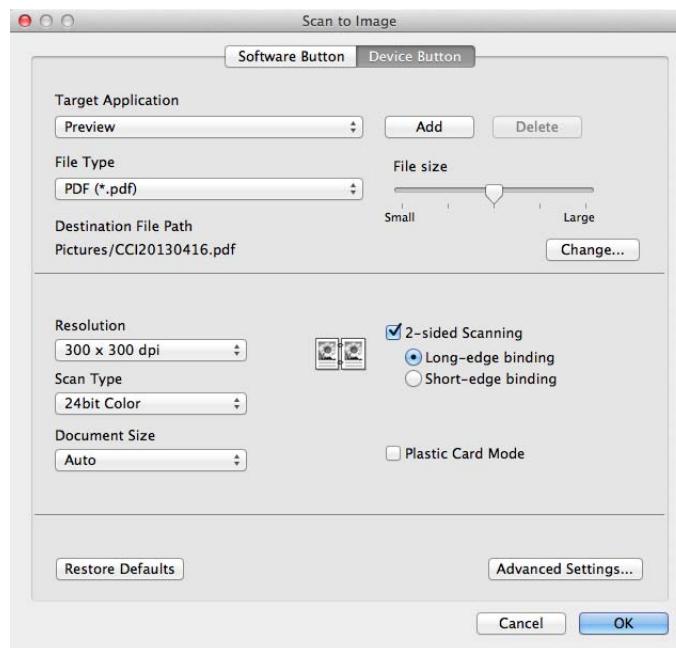 Scan to Image
Software Button Device Button
Target Application
Preview Add Delete
File Type File size
PDF (*.pdf)
Small Large
Destination File Path
Pictures/CCI20130416.pdf Change...
Resolution 2-sided Scanning
300 x 300 dpi Long-edge binding
Scan Type Short-edge binding
24bit Color
Document Size
Auto Plastic Card Mode
Restore Defaults Advanced Settings...
Cancel OK